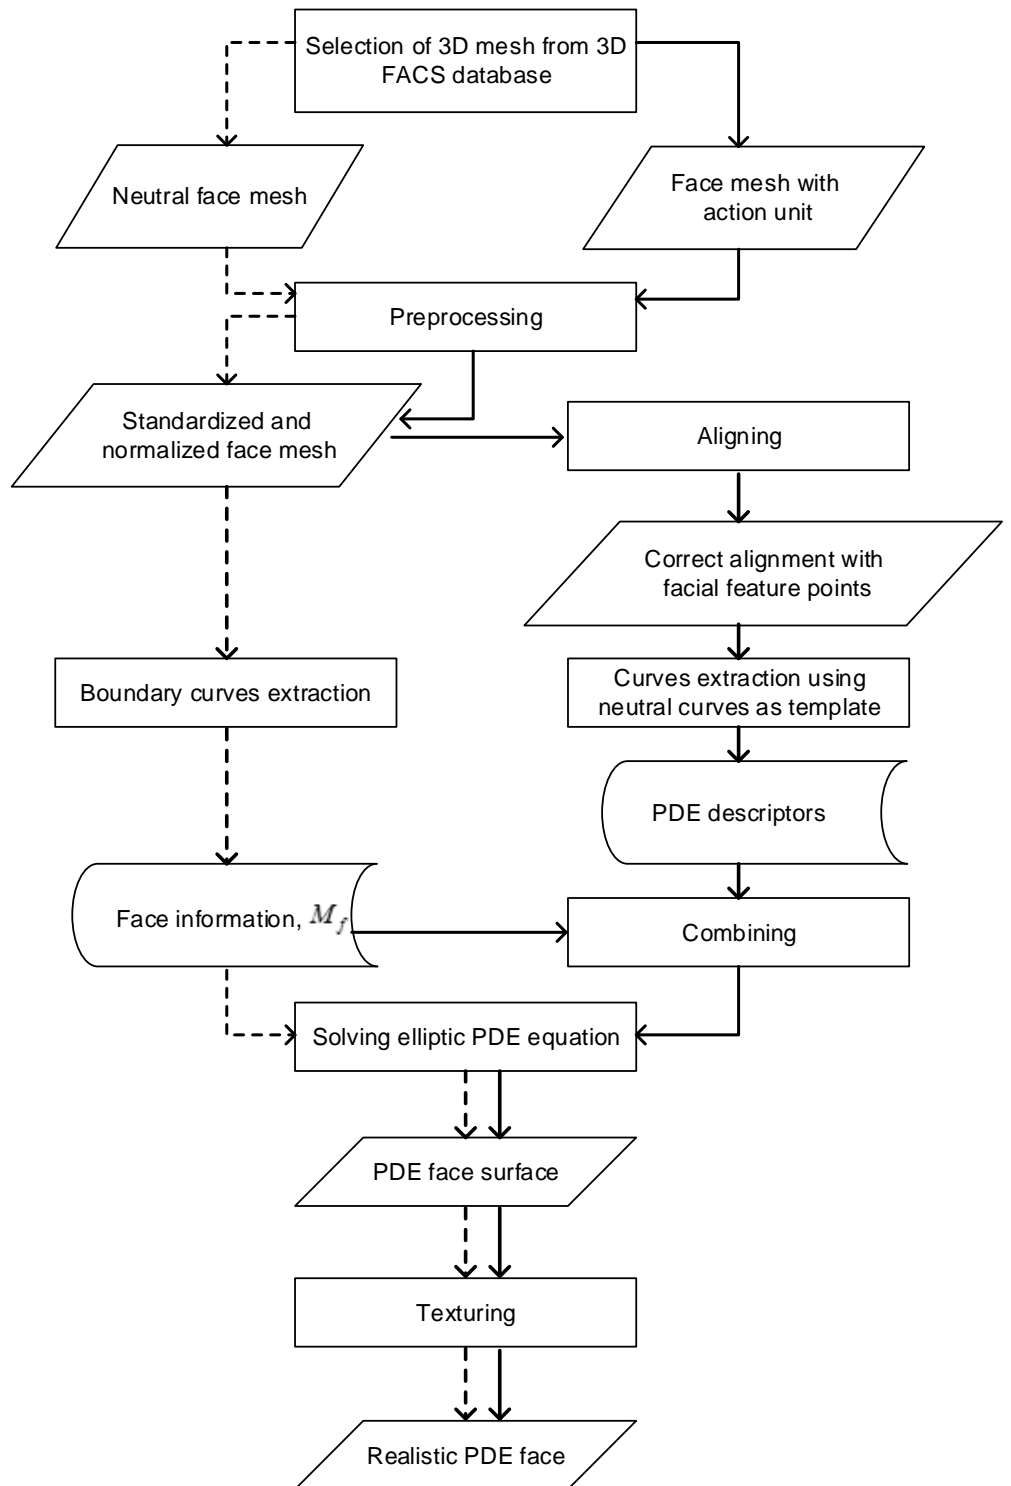 Selection of 3D mesh from 3D
FACS database
Neutral face mesh
Face mesh with
action unit
Preprocessing
Standardized and
normalized face mesh
Aligning
Correct alignment with
facial feature points
Boundary curves extraction
Curves extraction using
neutral curves as template
PDE descriptors
Face information, M_f
Combining
Solving elliptic PDE equation
PDE face surface
Texturing
Realistic PDE face